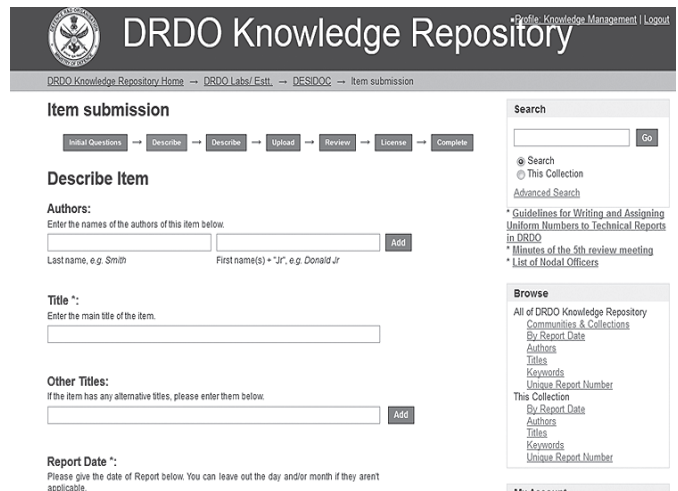 DRDO Knowledge Repository
Profile: Knowledge Management | Logout
DRDO Knowledge Repository Home → DRDO Labs/ Estt. → DESIDOC → Item submission
Item submission
Initial Questions → Describe → Describe → Upload → Review → License → Complete
Describe Item
Authors:
Enter the names of the authors of this item below.
Add
Last name, e.g. Smith
First name(s) + "Jr", e.g. Donald Jr
Title *:
Enter the main title of the item.
Other Titles:
If the item has any alternative titles, please enter them below.
Add
Report Date *:
Please give the date of Report below. You can leave out the day and/or month if they aren't
applicable.
Search
Go
Search
This Collection
Advanced Search
* Guidelines for Writing and Assigning
Uniform Numbers to Technical Reports
in DRDO
* Minutes of the 5th review meeting
* List of Nodal Officers
Browse
All of DRDO Knowledge Repository
Communities & Collections
By Report Date
Authors
Titles
Keywords
Unique Report Number
This Collection
By Report Date
Authors
Titles
Keywords
Unique Report Number
My Account